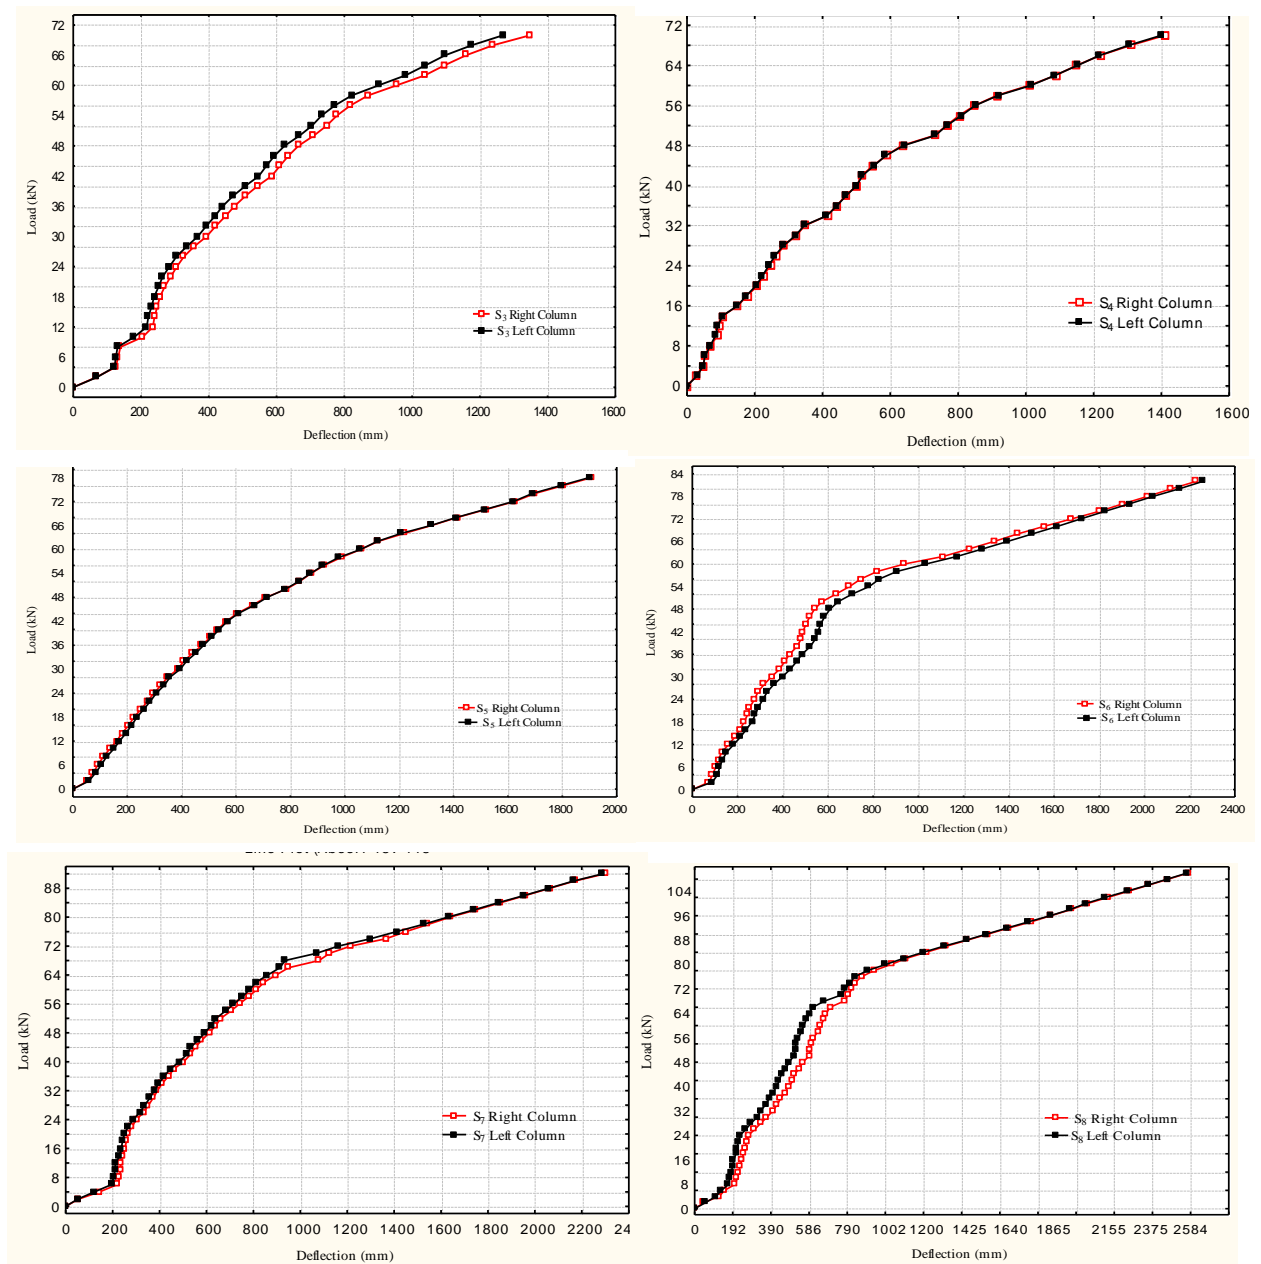 72
66
60
54
48
42
36
30
24
18
12
6
0
Load (kN)
S3 Right Column
S3 Left Column
0 200 400 600 800 1000 1200 1400 1600
Deflection (mm)
72
64
56
48
40
32
24
16
8
0
Load (kN)
S4 Right Column
S4 Left Column
0 200 400 600 800 1000 1200 1400 1600
Deflection (mm)
78
72
66
60
54
48
42
36
30
24
18
12
6
0
Load (kN)
S5 Right Column
S5 Left Column
0 200 400 600 800 1000 1200 1400 1600 1800 2000
Deflection (mm)
84
78
72
66
60
54
48
42
36
30
24
18
12
6
0
Load (kN)
S6 Right Column
S6 Left Column
0 200 400 600 800 1000 1200 1400 1600 1800 2000 2200 2400
Deflection (mm)
88
80
72
64
56
48
40
32
24
16
8
0
Load (kN)
S7 Right Column
S7 Left Column
0 200 400 600 800 1000 1200 1400 1600 1800 2000 2200 24
Deflection (mm)
104
96
88
80
72
64
56
48
40
32
24
16
8
0
Load (kN)
S8 Right Column
S8 Left Column
0 192 390 586 790 1002 1200 1425 1640 1865 2155 2375 2584
Deflection (mm)